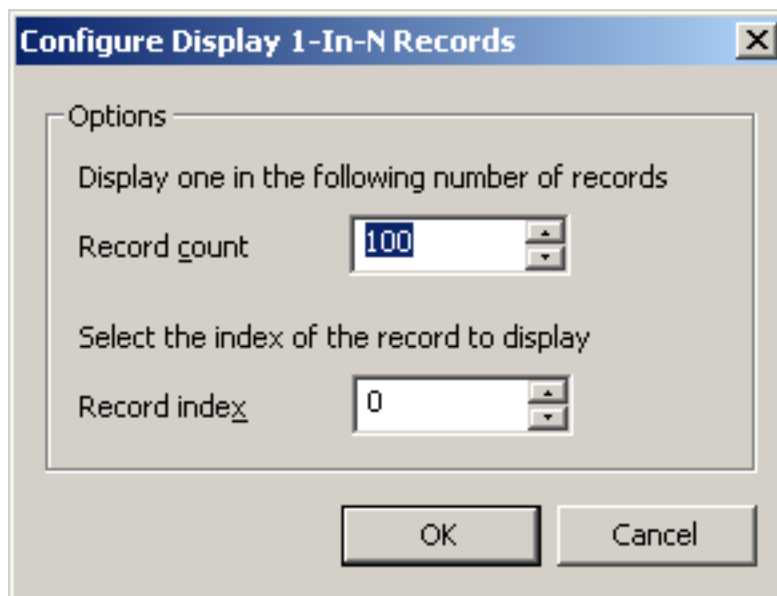 Configure Display 1-In-N Records
Options
Display one in the following number of records
Record count 100
Select the index of the record to display
Record index 0
OK Cancel